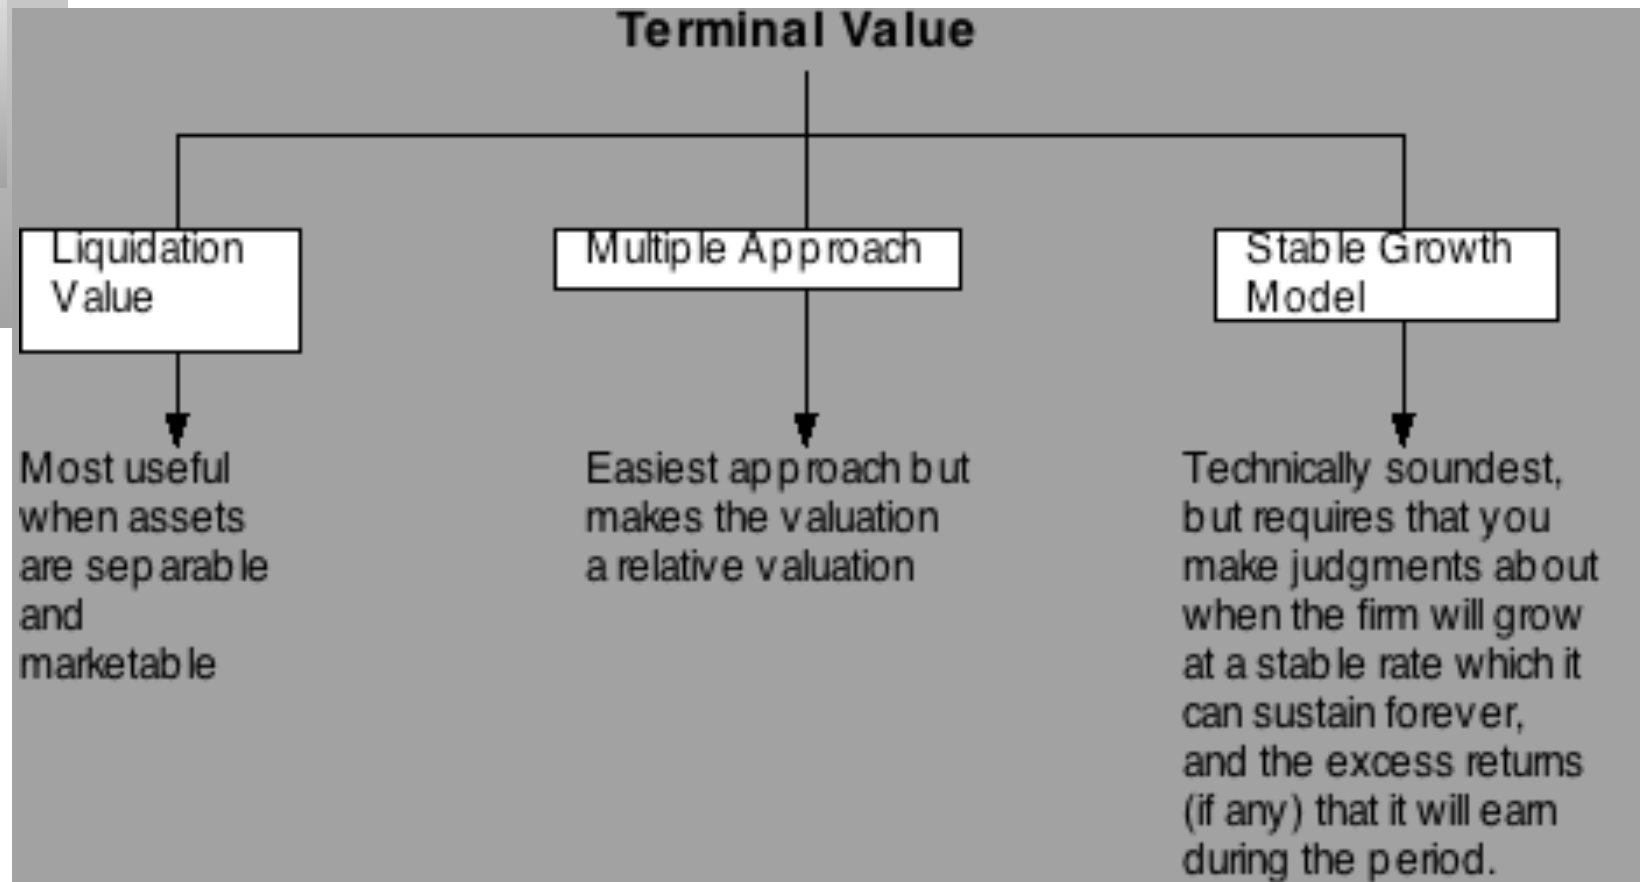 Terminal Value
Liquidation
Value
Multiple Approach
Stable Growth
Model
Most useful
when assets
are separable
and
marketable
Easiest approach but
makes the valuation
a relative valuation
Technically soundest,
but requires that you
make judgments about
when the firm will grow
at a stable rate which it
can sustain forever,
and the excess returns
(if any) that it will earn
during the period.